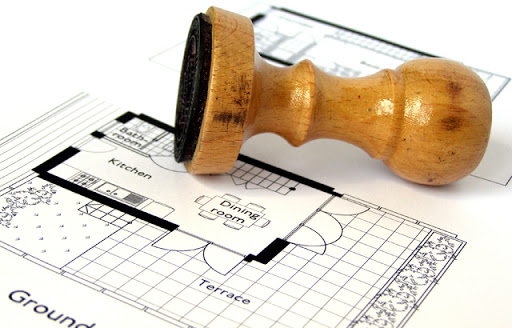 Bath
room
Kitchen
Dining
room
Terrace
Ground